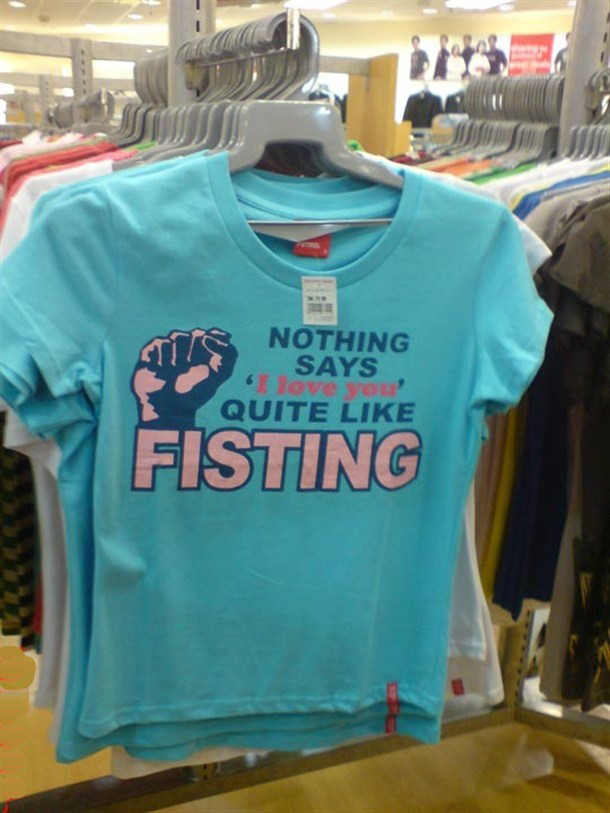 NOTHING
SAYS
‘I love you’
QUITE LIKE
FISTING